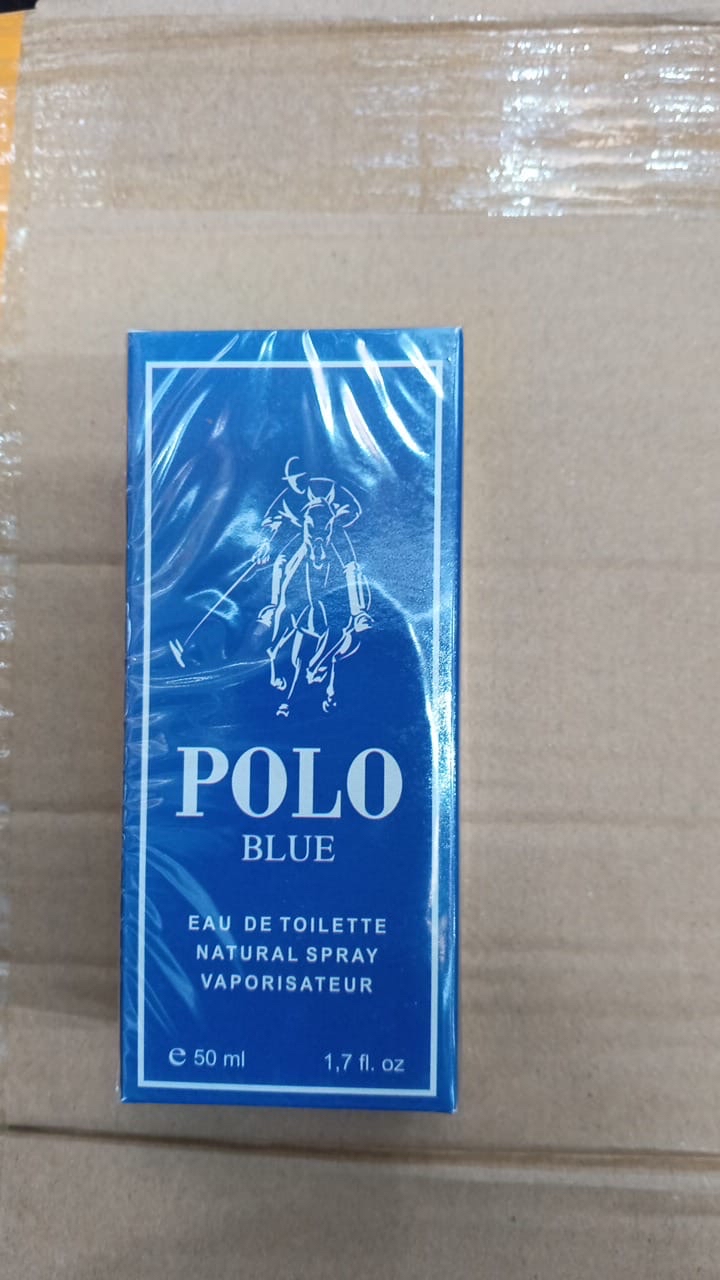 POLO
BLUE
EAU DE TOILETTE
NATURAL SPRAY
VAPORISATEUR
℮ 50 ml 1,7 fl. oz